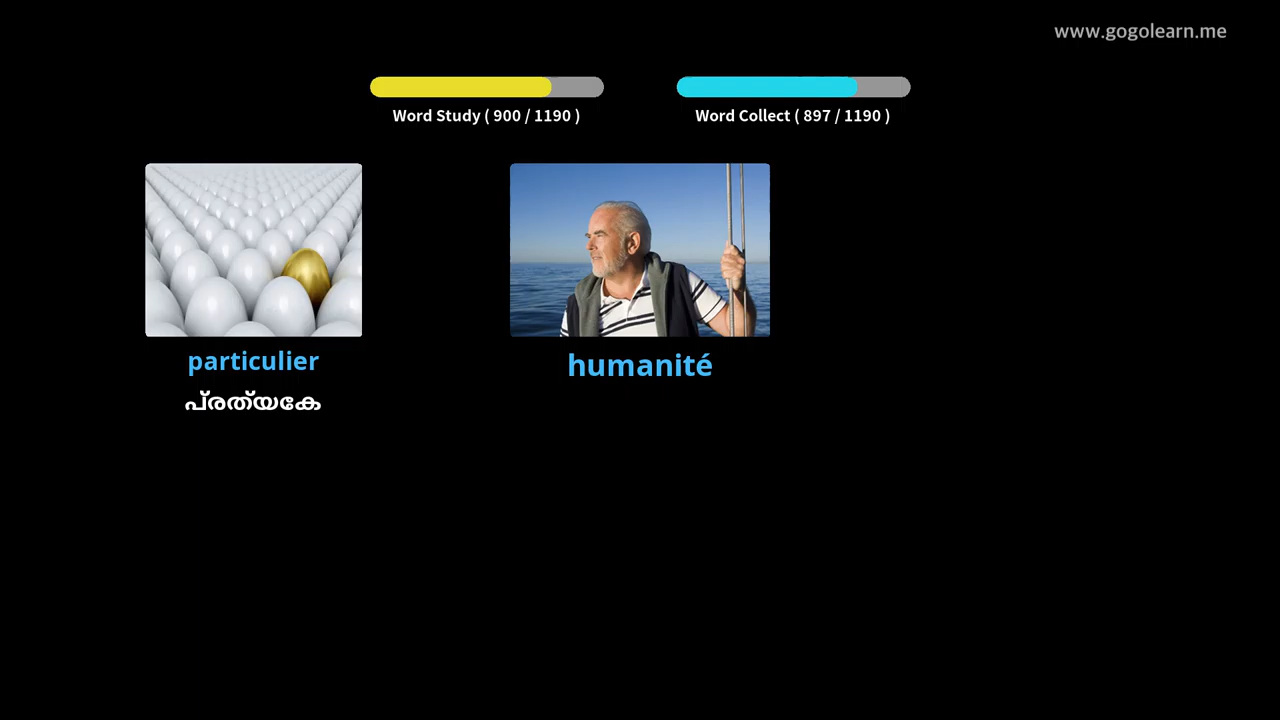 www.gogolearn.me
Word Study ( 900 / 1190 )
Word Collect ( 897 / 1190 )
particulier
പ്രത്യകേ
humanité